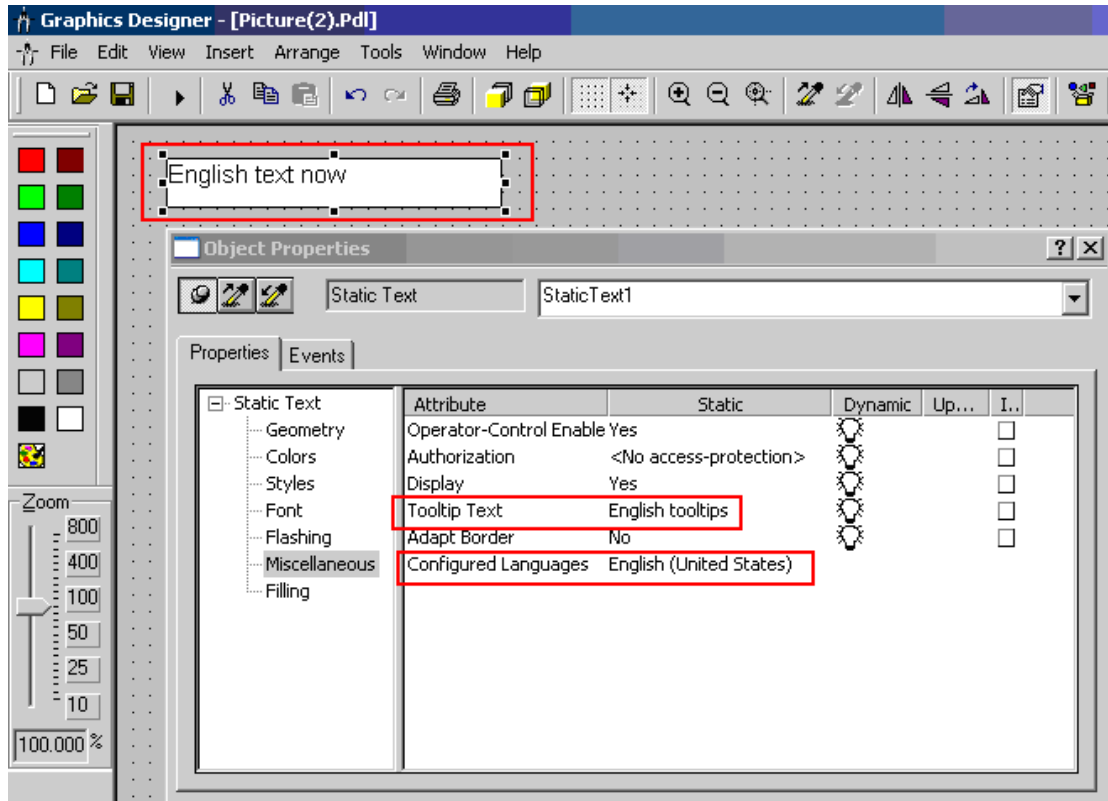 Graphics Designer - [Picture(2).Pdl]
File Edit View Insert Arrange Tools Window Help
English text now
Object Properties
Static Text StaticText1
Properties Events
Static Text
Geometry
Colors
Styles
Font
Flashing
Miscellaneous
Filling
Attribute Static Dynamic Up... I..
Operator-Control Enable Yes
Authorization <No access-protection>
Display Yes
Tooltip Text English tooltips
Adapt Border No
Configured Languages English (United States)
Zoom
800
400
100
50
25
10
100.000 %